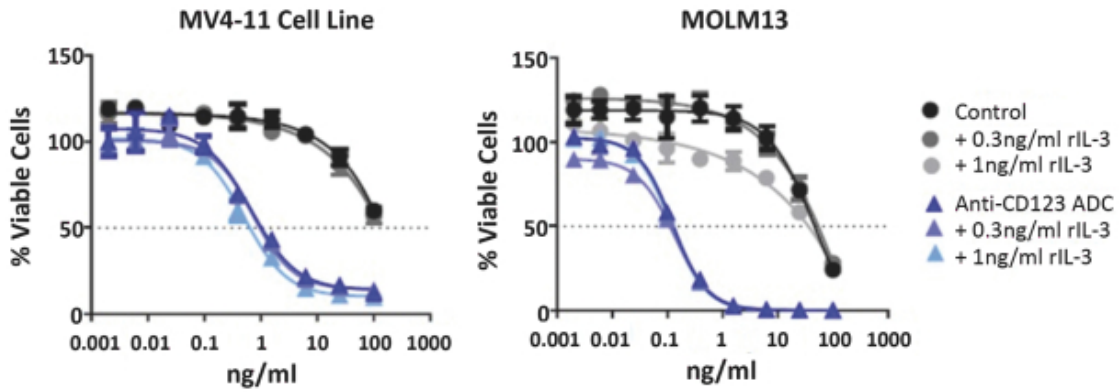 MV4-11 Cell Line
150
100
50
0
% Viable Cells
0.001 0.01 0.1 1 10 100 1000
ng/ml
MOLM13
150
100
50
0
% Viable Cells
0.001 0.01 0.1 1 10 100 1000
ng/ml
Control
+ 0.3ng/ml rIL-3
+ 1ng/ml rIL-3
Anti-CD123 ADC
+ 0.3ng/ml rIL-3
+ 1ng/ml rIL-3